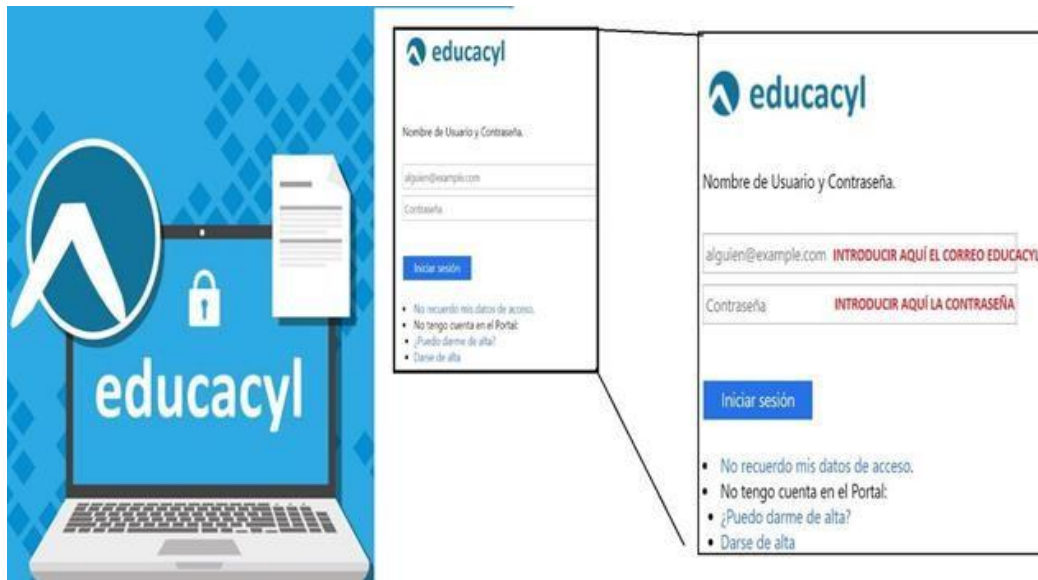 educacyl
educacyl
Nombre de Usuario y Contraseña.
alguien@example.com
Contraseña
Iniciar sesión
No recuerdo mis datos de acceso.
No tengo cuenta en el Portal:
¿Puedo darme de alta?
Darse de alta
educacyl
Nombre de Usuario y Contraseña.
alguien@example.com INTRODUCIR AQUÍ EL CORREO EDUCACYL
Contraseña INTRODUCIR AQUÍ LA CONTRASEÑA
Iniciar sesión
No recuerdo mis datos de acceso.
No tengo cuenta en el Portal:
¿Puedo darme de alta?
Darse de alta